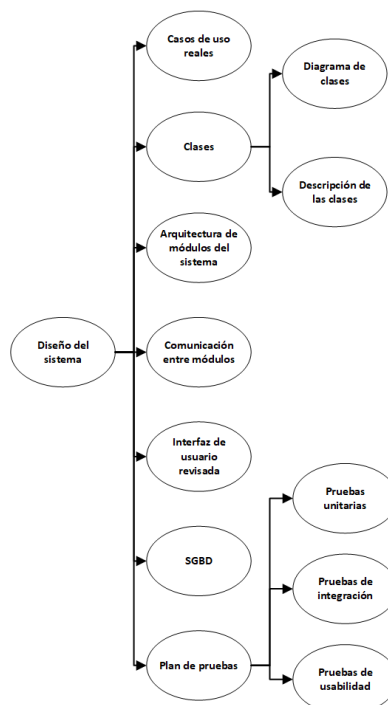 Casos de uso
reales
Diagrama de
clases
Clases
Descripción de
las clases
Arquitectura de
módulos del
sistema
Diseño del
sistema
Comunicación
entre módulos
Interfaz de
usuario
revisada
SGBD
Plan de pruebas
Pruebas
unitarias
Pruebas de
integración
Pruebas de
usabilidad